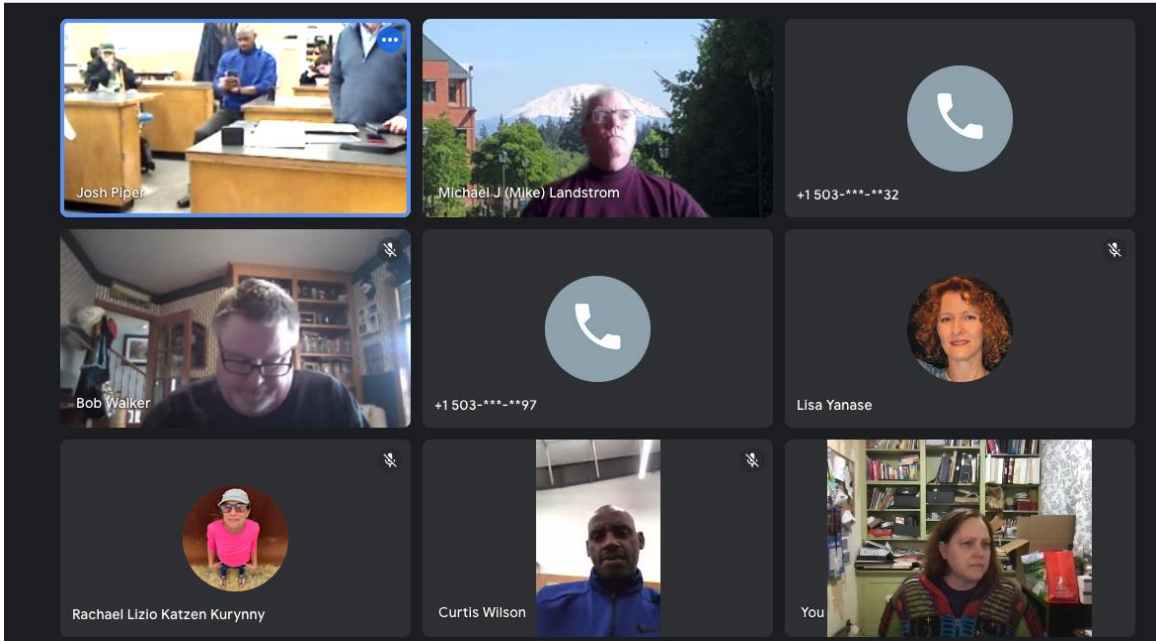 Josh Piper
Michael J (Mike) Landstrom
+1 503-***-**32
Bob Walker
+1 503-***-**97
Lisa Yanase
Rachael Lizio Katzen Kurynny
Curtis Wilson
You